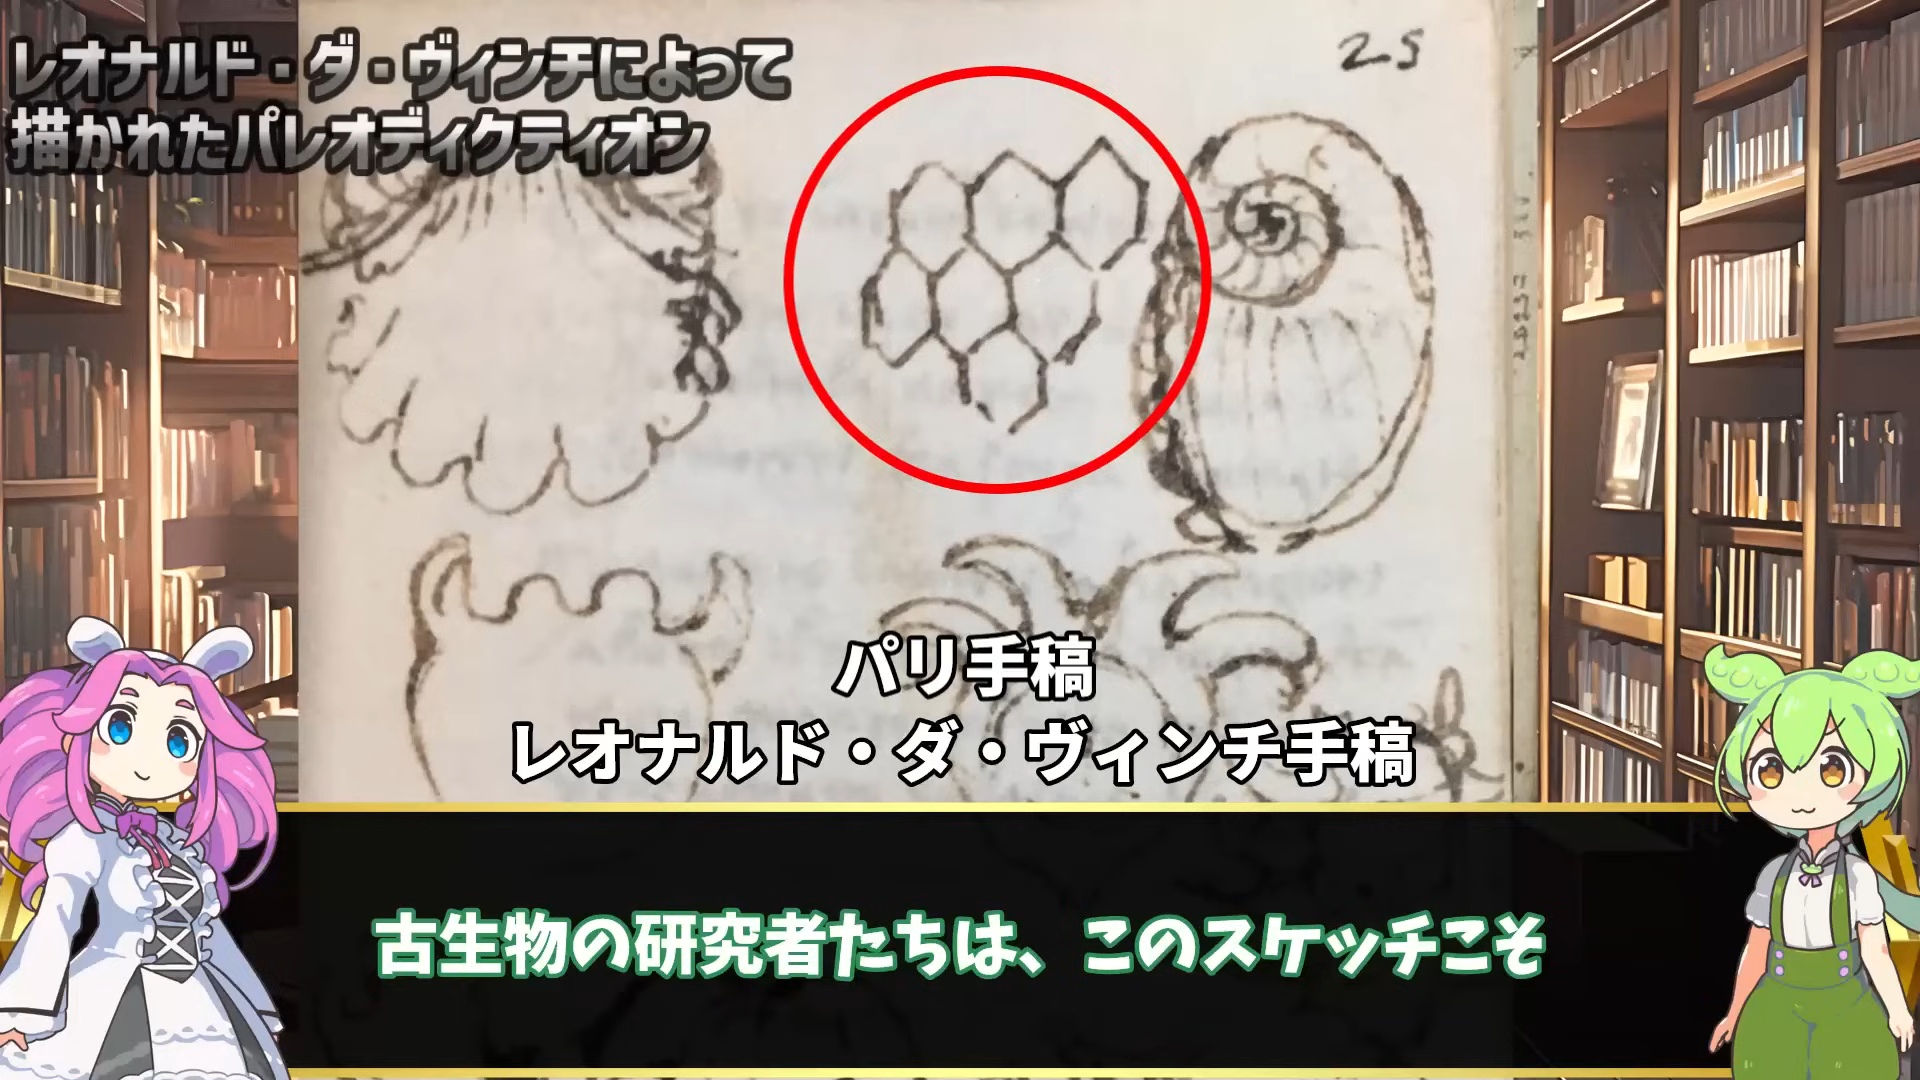 レオナルド・ダ・ヴィンチによって
描かれたパレオディクティオン
25
パリ手稿
レオナルド・ダ・ヴィンチ手稿
古生物の研究者たちは、このスケッチこそ